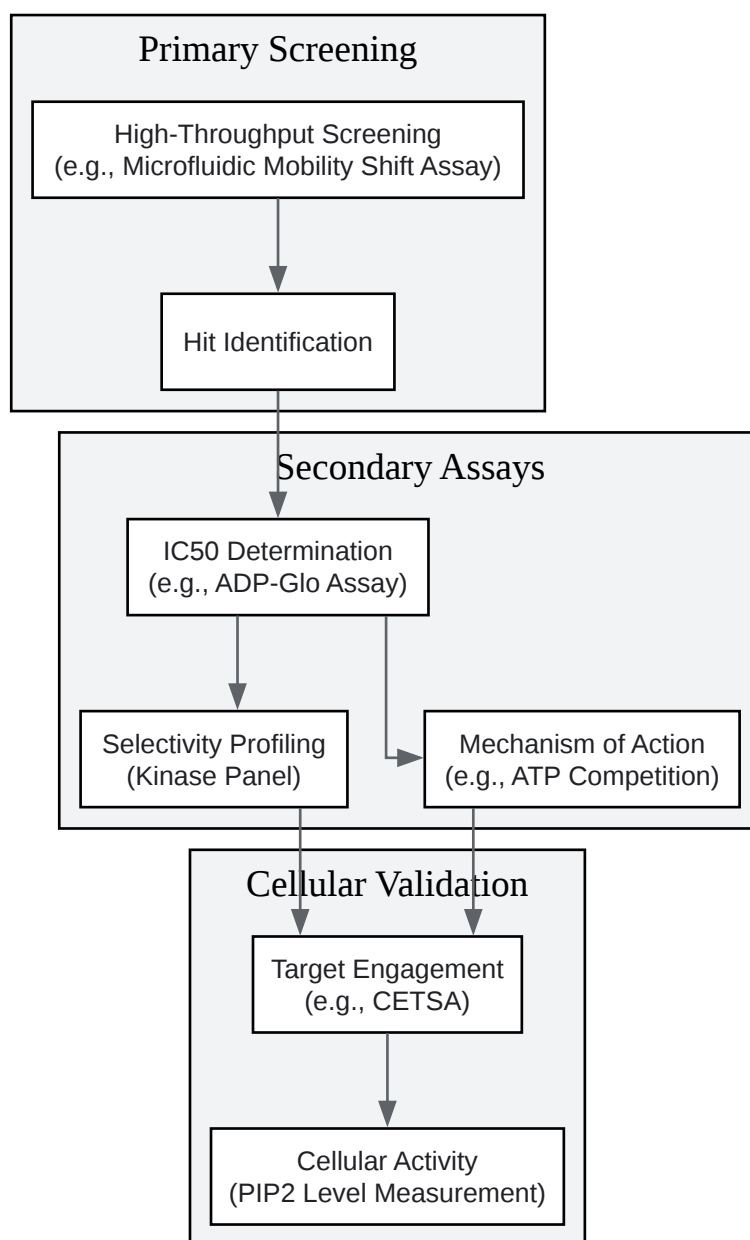 Primary Screening
High-Throughput Screening
(e.g., Microfluidic Mobility Shift Assay)
Hit Identification
Secondary Assays
IC50 Determination
(e.g., ADP-Glo Assay)
Selectivity Profiling
(Kinase Panel)
Mechanism of Action
(e.g., ATP Competition)
Cellular Validation
Target Engagement
(e.g., CETSA)
Cellular Activity
(PIP2 Level Measurement)